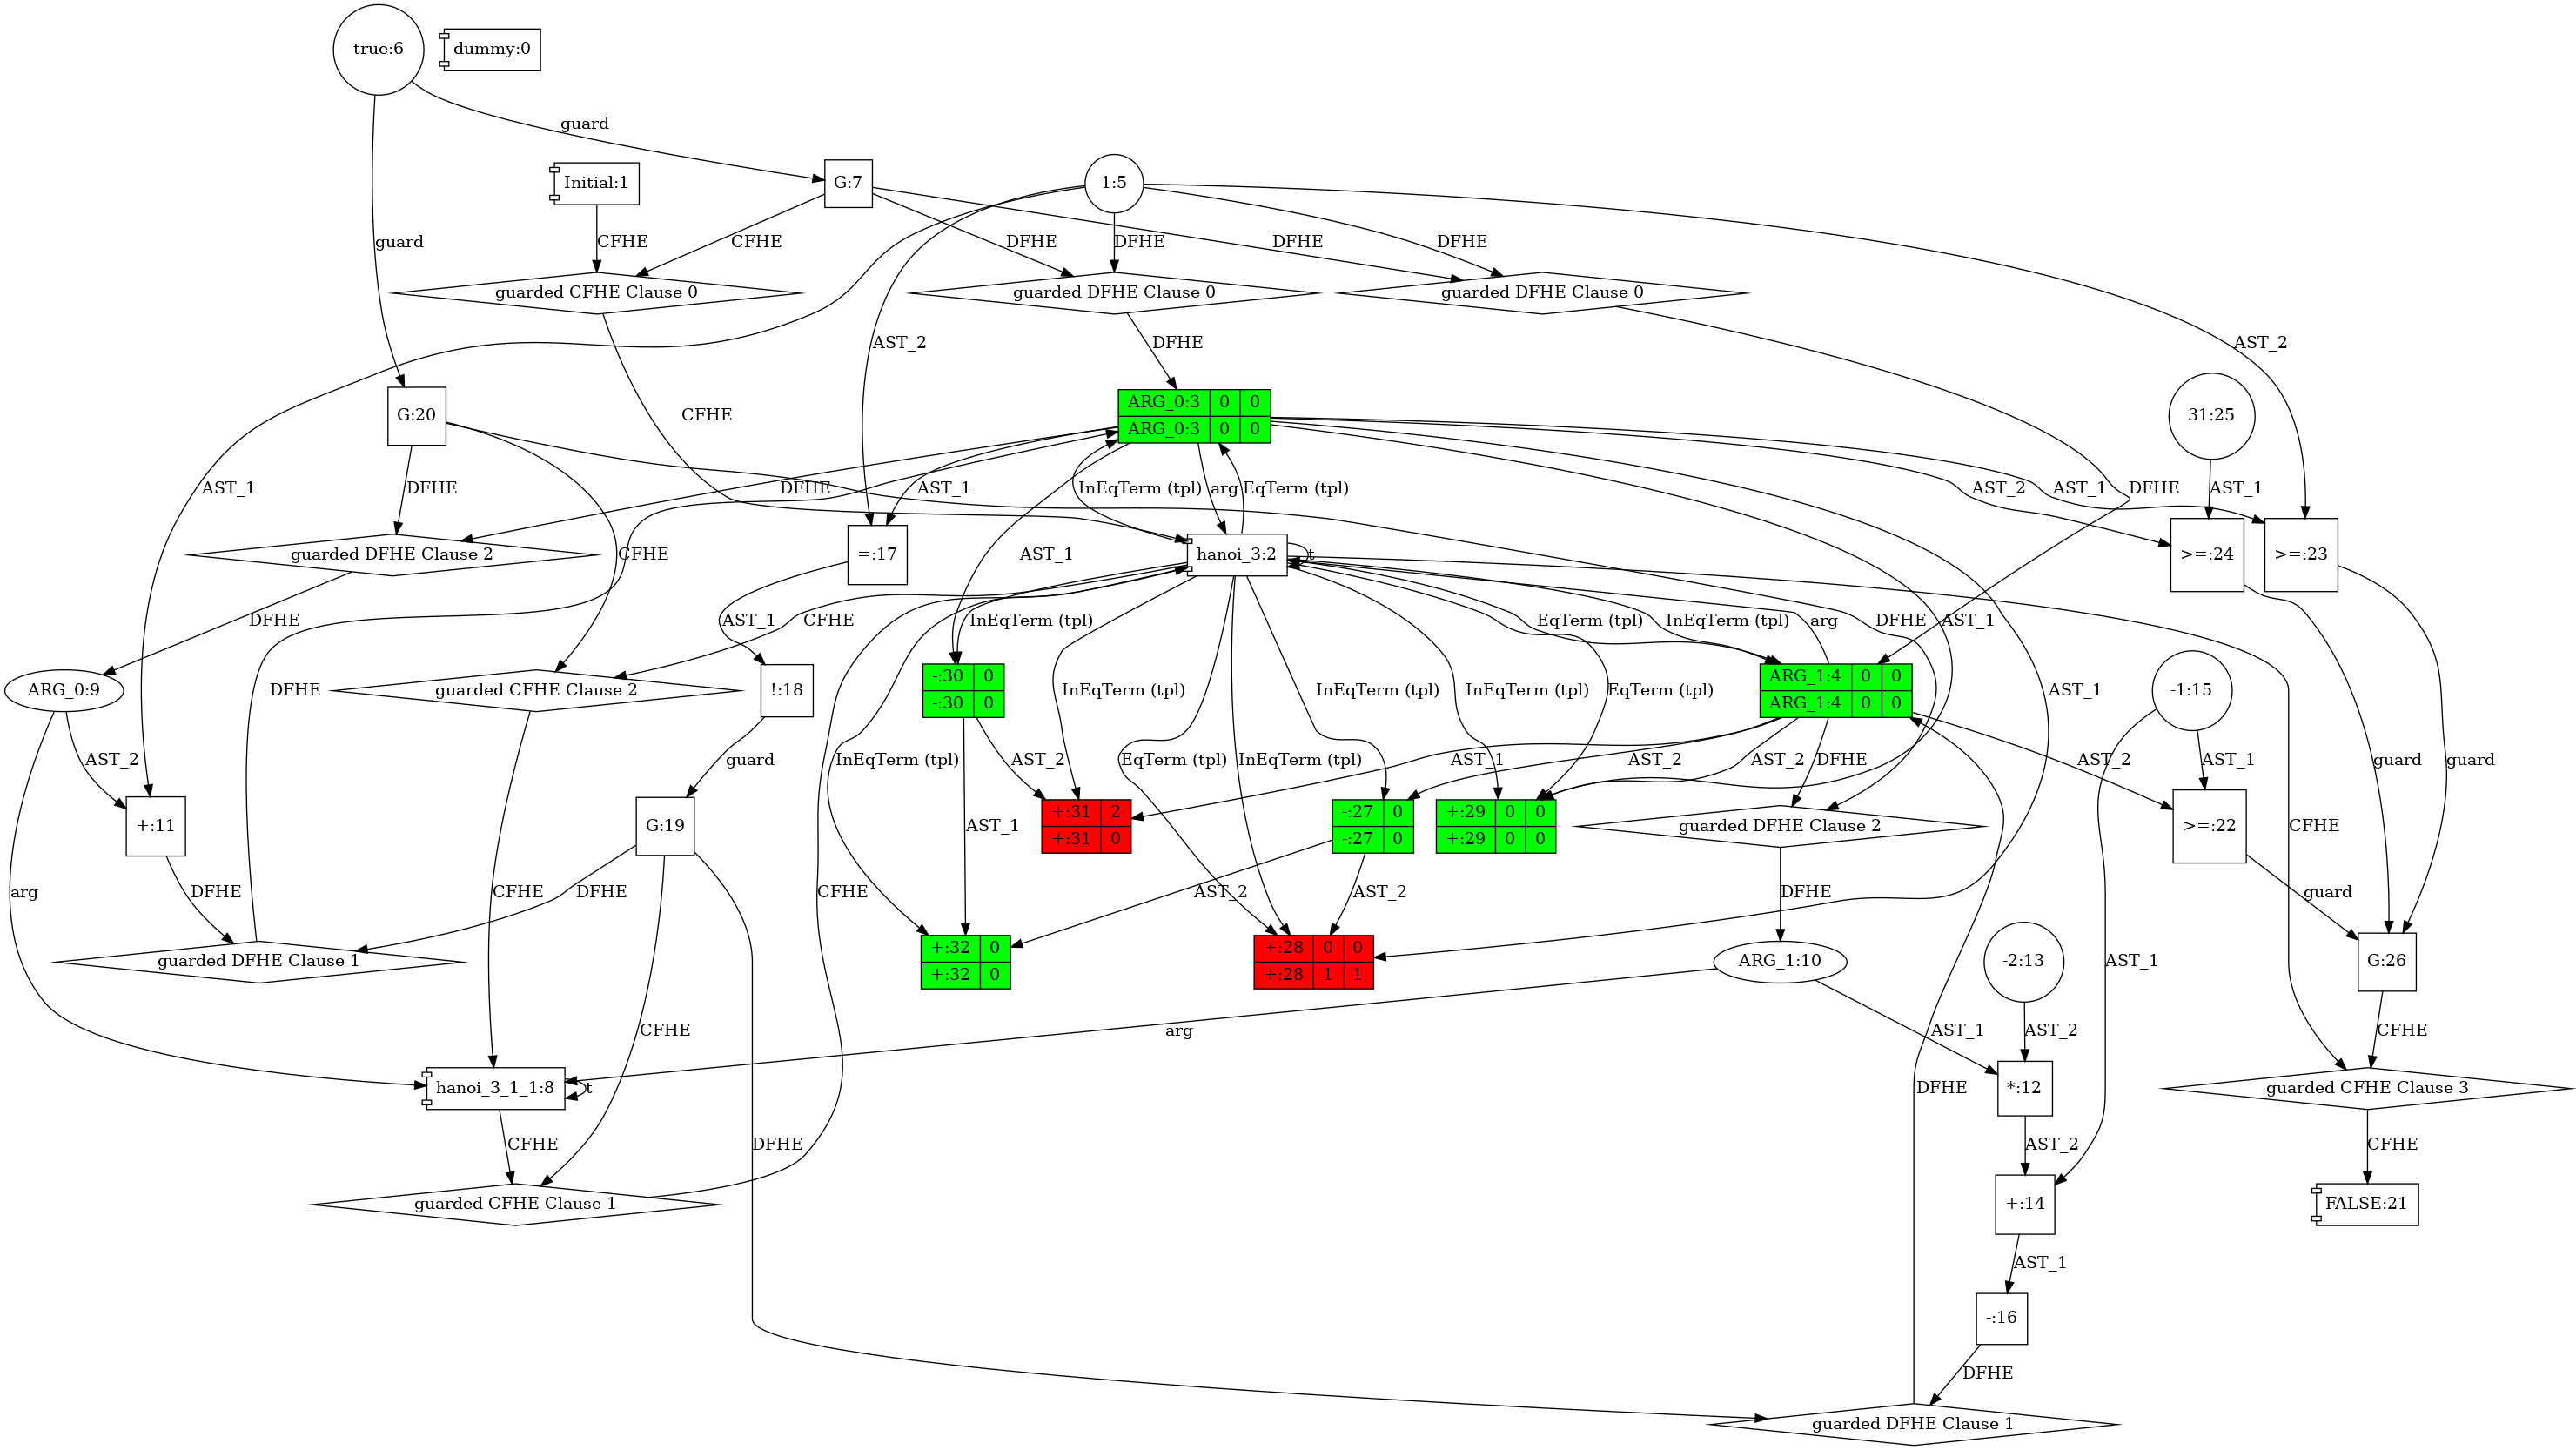 true:6
dummy:0
guard
Initial:1
G:7
1:5
guard
CFHE
CFHE
DFHE
DFHE
DFHE
DFHE
guarded CFHE Clause 0
guarded DFHE Clause 0
guarded DFHE Clause 0
AST_2
DFHE
AST_2
G:20
CFHE
ARG_0:3 0 0
ARG_0:3 0 0
31:25
AST_1
DFHE
DFHE
AST_1
InEqTerm (tpl)
arg
EqTerm (tpl)
AST_2
AST_1
DFHE
AST_1
guarded DFHE Clause 2
CFHE
=:17
AST_1
hanoi_3:2
t
>=:24
>=:23
DFHE
AST_1
CFHE
InEqTerm (tpl)
EqTerm (tpl)
InEqTerm (tpl)
arg
DFHE
AST_1
ARG_0:9
DFHE
guarded CFHE Clause 2
!:18
-:30 0
-:30 0
InEqTerm (tpl)
InEqTerm (tpl)
InEqTerm (tpl)
EqTerm (tpl)
ARG_1:4 0 0
ARG_1:4 0 0
AST_1
-1:15
AST_2
guard
AST_2
InEqTerm (tpl)
EqTerm (tpl)
InEqTerm (tpl)
AST_1
AST_2
AST_2
DFHE
AST_2
AST_1
guard
guard
+:11
G:19
AST_1
+:31 2
+:31 0
-:27 0
-:27 0
+:29 0 0
+:29 0 0
guarded DFHE Clause 2
>=:22
CFHE
arg
DFHE
CFHE
DFHE
CFHE
AST_2
AST_2
DFHE
guard
guarded DFHE Clause 1
+:32 0
+:32 0
+:28 0 0
+:28 1 1
ARG_1:10
-2:13
AST_1
G:26
CFHE
arg
AST_1
AST_2
CFHE
hanoi_3_1_1:8
t
DFHE
*:12
guarded CFHE Clause 3
CFHE
DFHE
AST_2
CFHE
guarded CFHE Clause 1
+:14
FALSE:21
AST_1
-:16
DFHE
guarded DFHE Clause 1